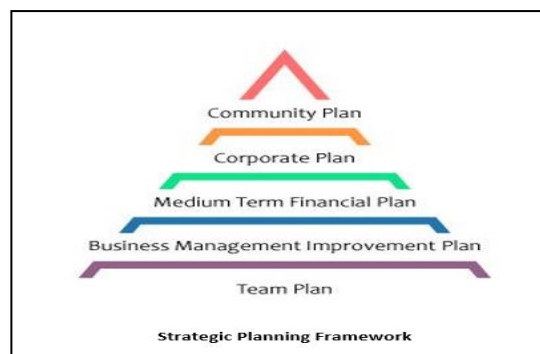 Community Plan
Corporate Plan
Medium Term Financial Plan
Business Management Improvement Plan
Team Plan
Strategic Planning Framework